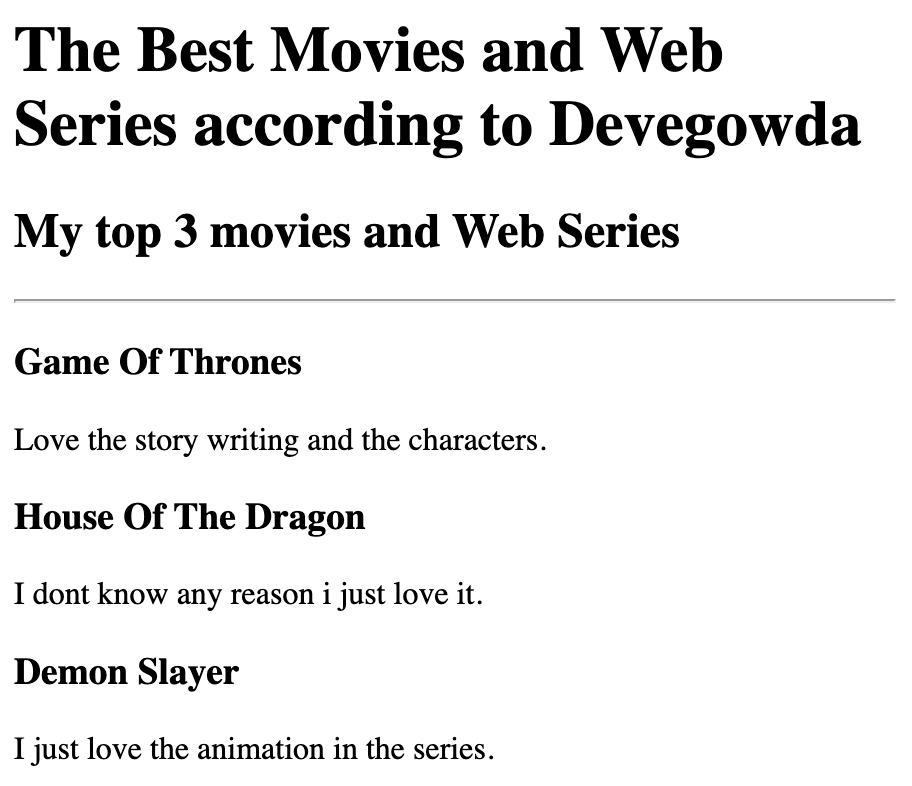 The Best Movies and Web
Series according to Devegowda
My top 3 movies and Web Series
Game Of Thrones
Love the story writing and the characters.
House Of The Dragon
I dont know any reason i just love it.
Demon Slayer
I just love the animation in the series.